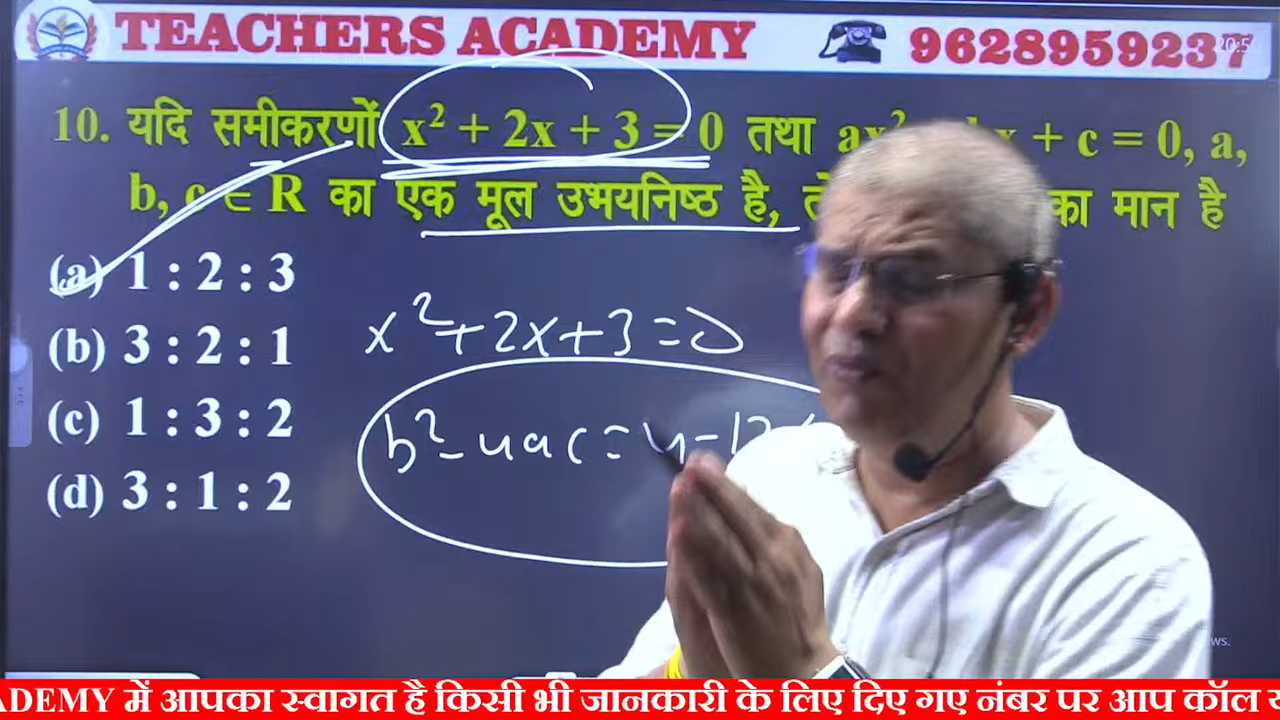 TEACHERS ACADEMY 9628959237
10. यदि समीकरणों x² + 2x + 3 = 0 तथा + c = 0, a,
b, c ∈ R का एक मूल उभयनिष्ठ है, का मान है
(a) 1 : 2 : 3
(b) 3 : 2 : 1
(c) 1 : 3 : 2
(d) 3 : 1 : 2
x² + 2x + 3 = 0
b² - 4ac = 4 - 12
ws.
ADEMY में आपका स्वागत है किसी भी जानकारी के लिए दिए गए नंबर पर आप कॉल